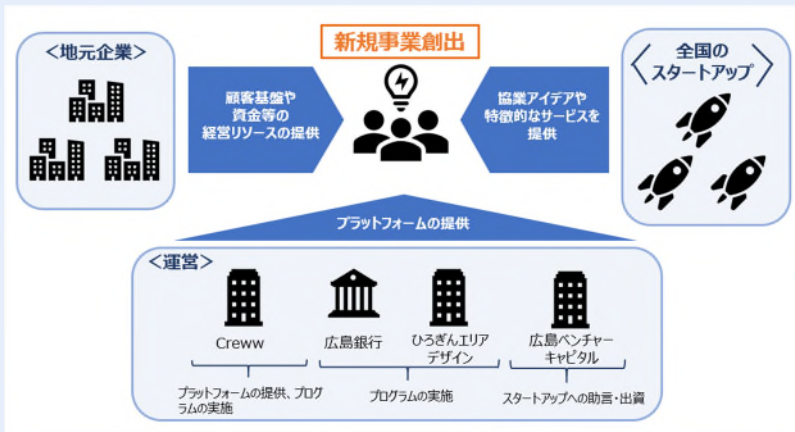 新規事業創出
<地元企業>
顧客基盤や
資金等の
経営リソースの提供
協業アイデアや
特徴的なサービスを
提供
全国の
スタートアップ
プラットフォームの提供
<運営>
Creww
広島銀行
ひろぎんエリア
デザイン
広島ベンチャー
キャピタル
プラットフォームの提供、プログ
ラムの実施
プログラムの実施
スタートアップへの助言・出資